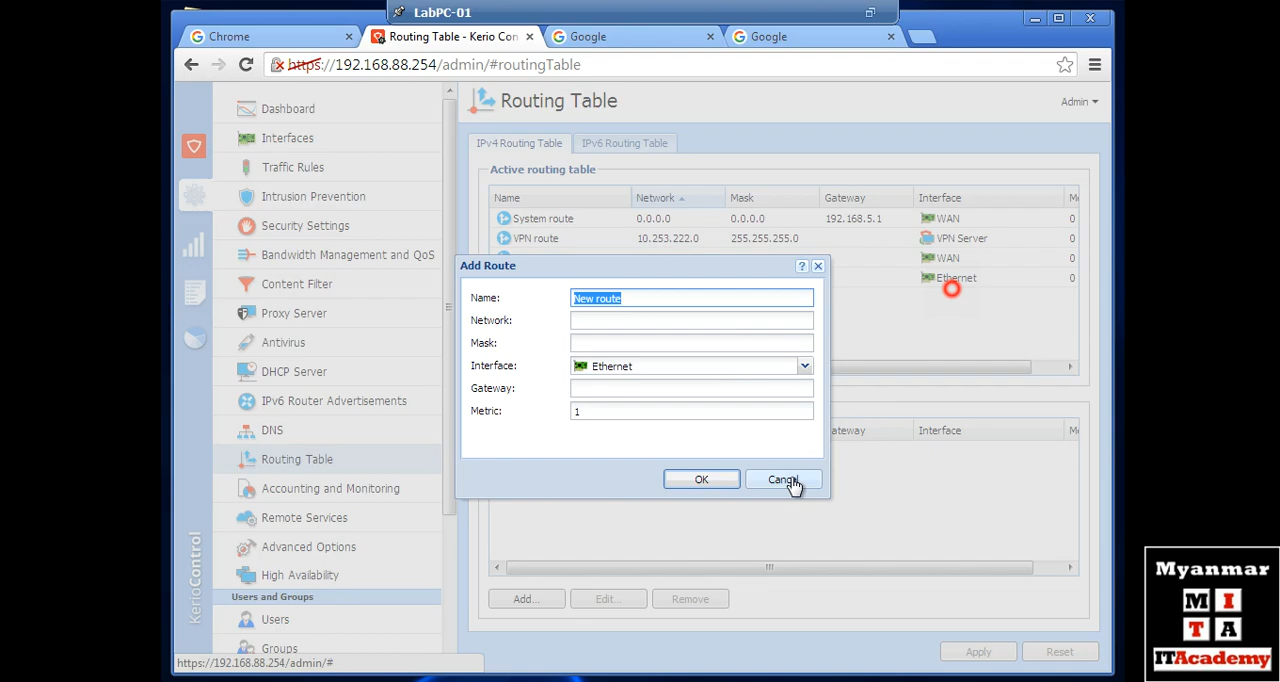 LabPC-01
Chrome
Routing Table - Kerio Con
Google
Google
https://192.168.88.254/admin/#routingTable
Routing Table
Admin
Dashboard
Interfaces
Traffic Rules
Intrusion Prevention
Security Settings
Bandwidth Management and QoS
Content Filter
Proxy Server
Antivirus
DHCP Server
IPv6 Router Advertisements
DNS
Routing Table
Accounting and Monitoring
Remote Services
Advanced Options
High Availability
Users and Groups
Users
Groups
KerioControl
https://192.168.88.254/admin/#
IPv4 Routing Table
IPv6 Routing Table
Active routing table
Name Network Mask Gateway Interface
System route 0.0.0.0 0.0.0.0 192.168.5.1 WAN 0
VPN route 10.253.222.0 255.255.255.0 VPN Server 0
WAN 0
Ethernet 0
Add Route
Name: New route
Network:
Mask:
Interface: Ethernet
Gateway:
Metric: 1
OK
Cancel
Interface
Add...
Edit...
Remove
Apply
Reset
Myanmar
M I
T A
ITAcademy